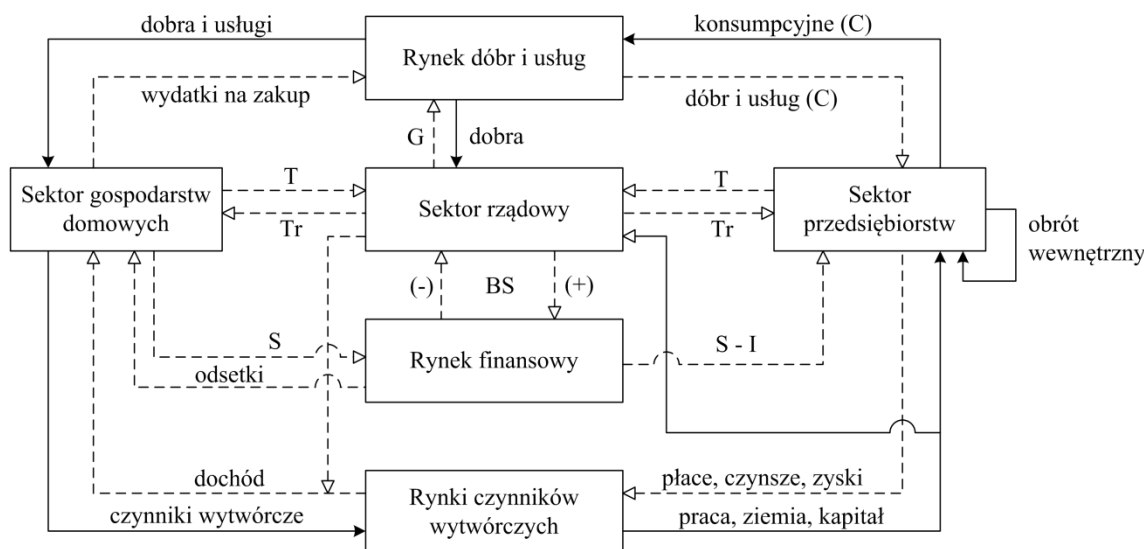 dobra i usługi
konsumpcyjne (C)
Rynek dóbr i usług
wydatki na zakup
dóbr i usług (C)
G
dobra
Sektor gospodarstw
domowych
T
Tr
Sektor rządowy
T
Tr
Sektor
przedsiębiorstw
obrót
wewnętrzny
(-)
BS
(+)
S
odsetki
Rynek finansowy
S - I
dochód
czynniki wytwórcze
Rynki czynników
wytwórczych
płace, czynsze, zyski
praca, ziemia, kapitał